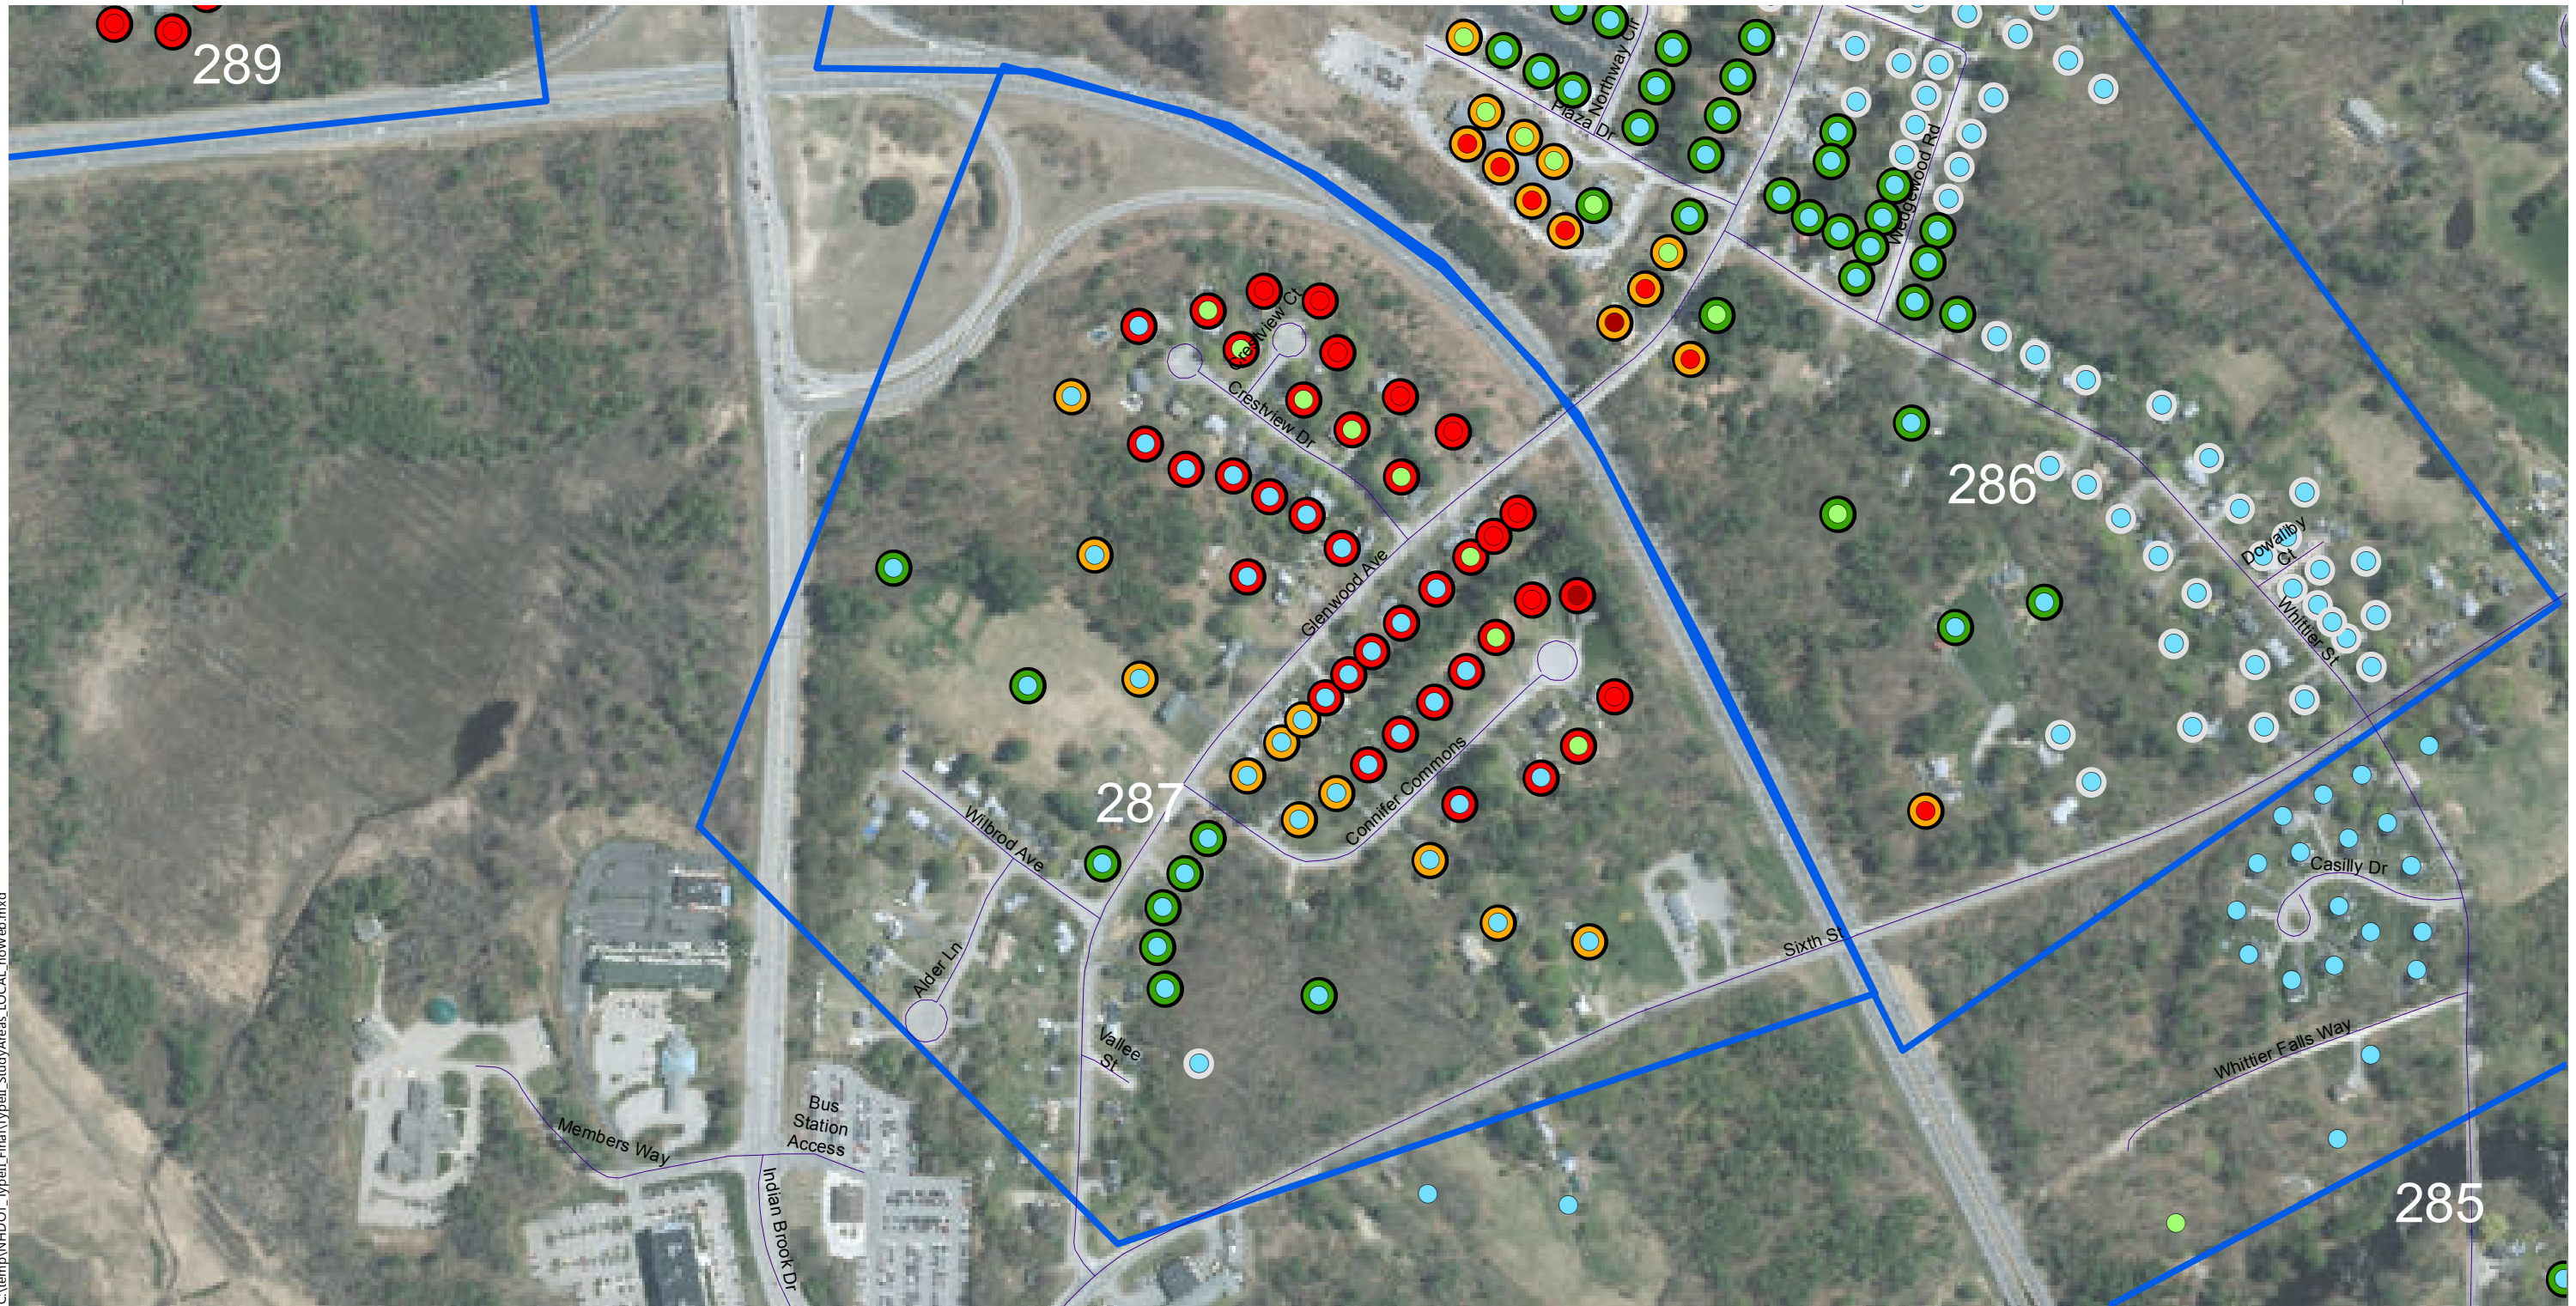 289
Northway Cir
Plaza Dr
Wedgewood Rd
Crestview Ct
Crestview Dr
286
Dowaliby
Ct
Glenwood Ave
Whittier St
287
Connifer Commons
Wilbrod Ave
Casilly Dr
Sixth St
Alder Ln
Vallee
St
Whittier Falls Way
Bus
Station
Access
Members Way
Indian Brook Dr
285